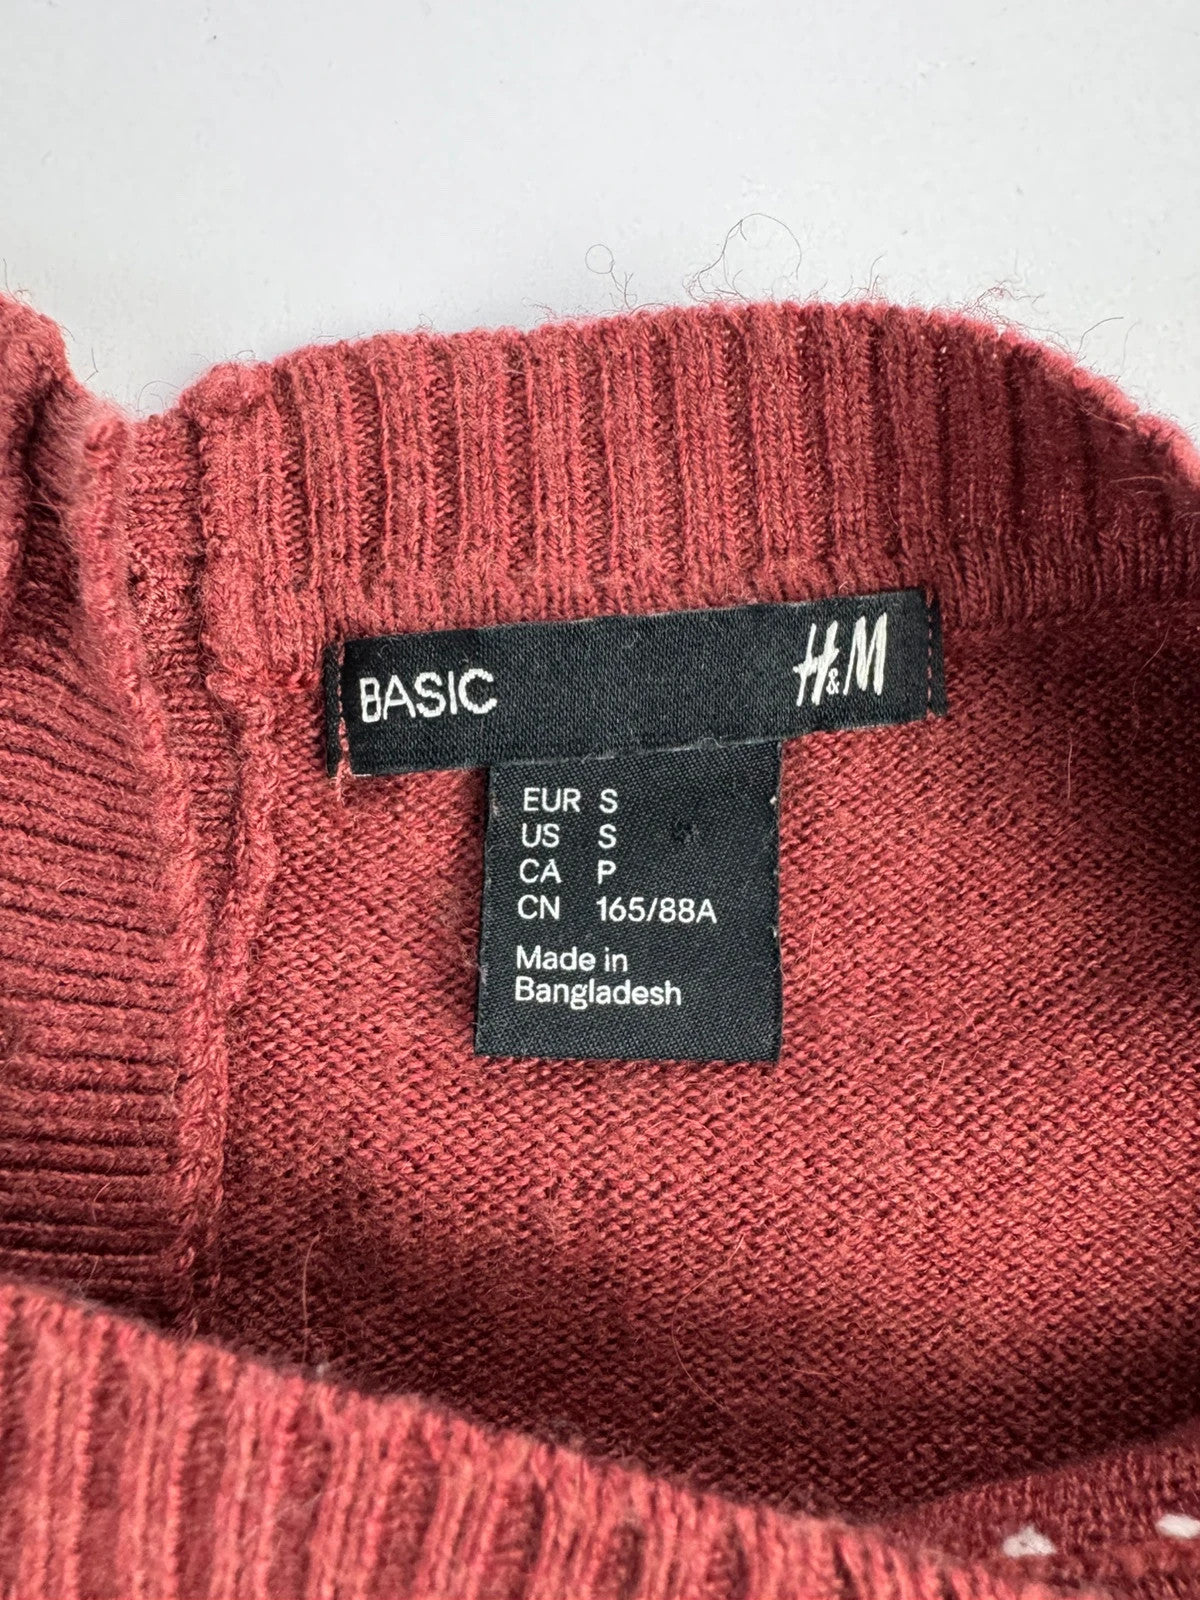 BASIC H&M
EUR S
US S
CA P
CN 165/88A
Made in
Bangladesh